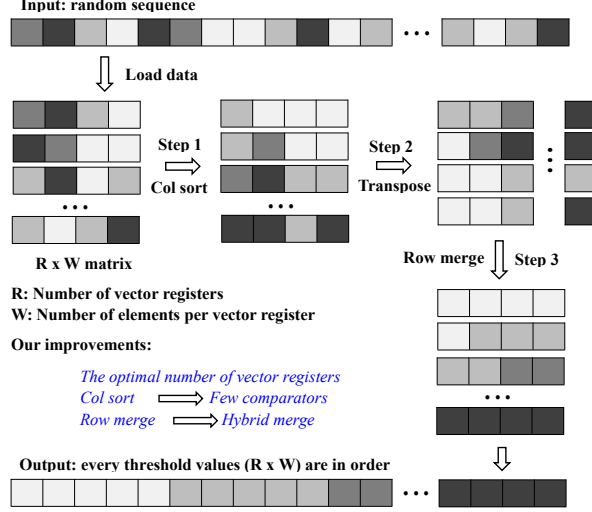 Input: random sequence
Load data
Step 1
Col sort
Step 2
Transpose
R x W matrix
Row merge
Step 3
R: Number of vector registers
W: Number of elements per vector register
Our improvements:
The optimal number of vector registers
Col sort Few comparators
Row merge Hybrid merge
Output: every threshold values (R x W) are in order